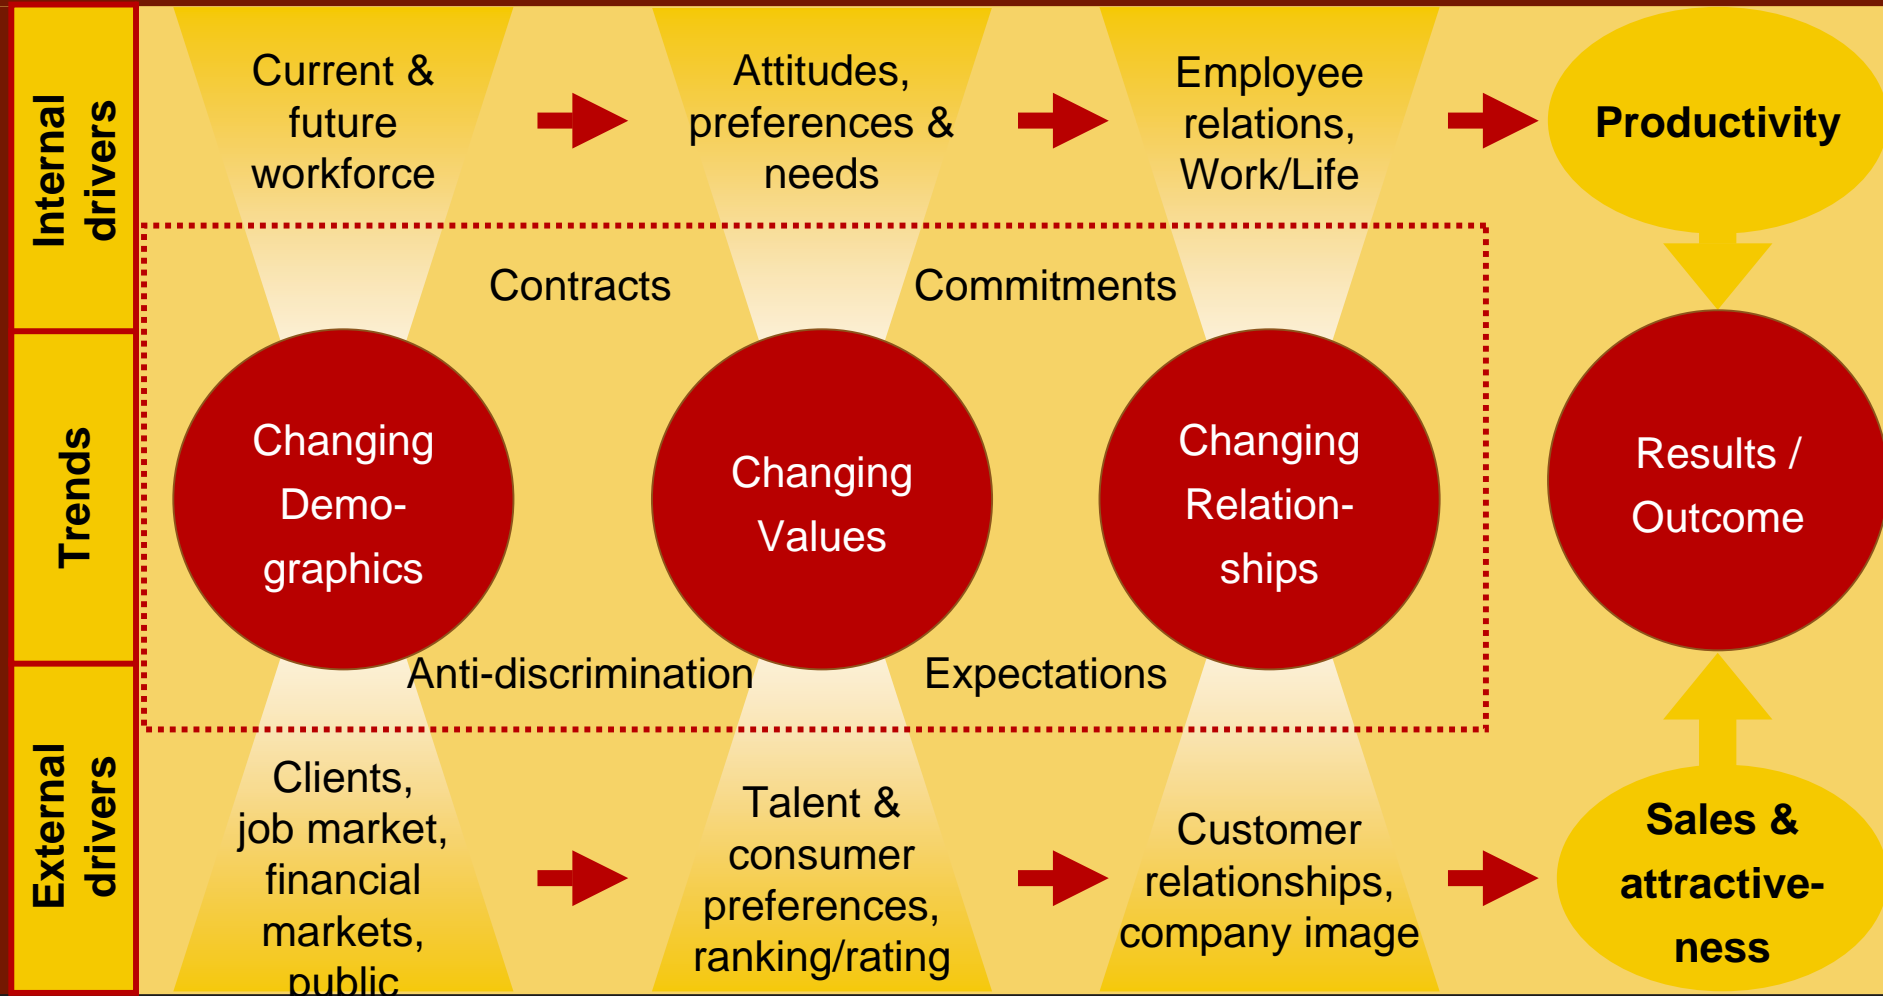 Internal
drivers
Current &
future
workforce
Attitudes,
preferences &
needs
Employee
relations,
Work/Life
Productivity
Contracts
Commitments
Trends
Changing
Demo-
graphics
Changing
Values
Changing
Relation-
ships
Results /
Outcome
Anti-discrimination
Expectations
External
drivers
Clients,
job market,
financial
markets,
public
Talent &
consumer
preferences,
ranking/rating
Customer
relationships,
company image
Sales &
attractive-
ness